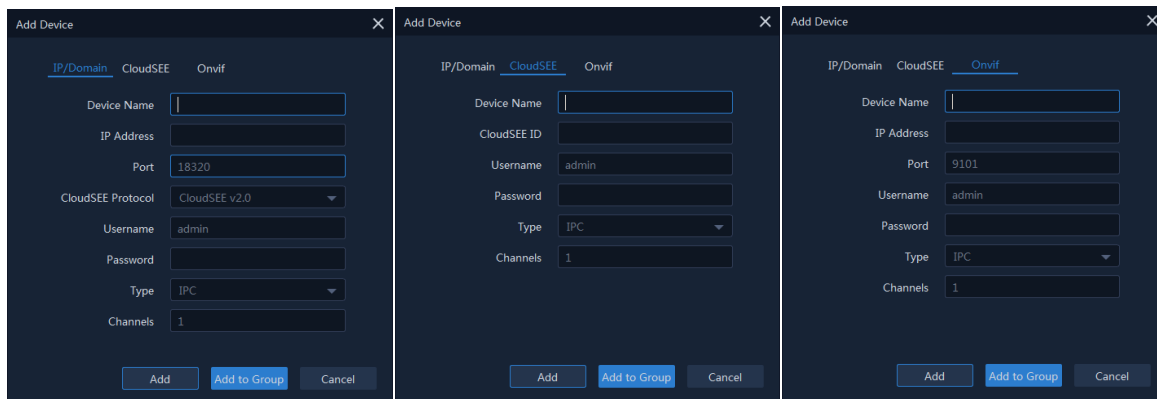 Add Device
IP/Domain CloudSEE Onvif
Device Name
IP Address
Port 18320
CloudSEE Protocol CloudSEE v2.0
Username admin
Password
Type IPC
Channels 1
Add Add to Group Cancel
Add Device
IP/Domain CloudSEE Onvif
Device Name
CloudSEE ID
Username admin
Password
Type IPC
Channels 1
Add Add to Group Cancel
Add Device
IP/Domain CloudSEE Onvif
Device Name
IP Address
Port 9101
Username admin
Password
Type IPC
Channels 1
Add Add to Group Cancel